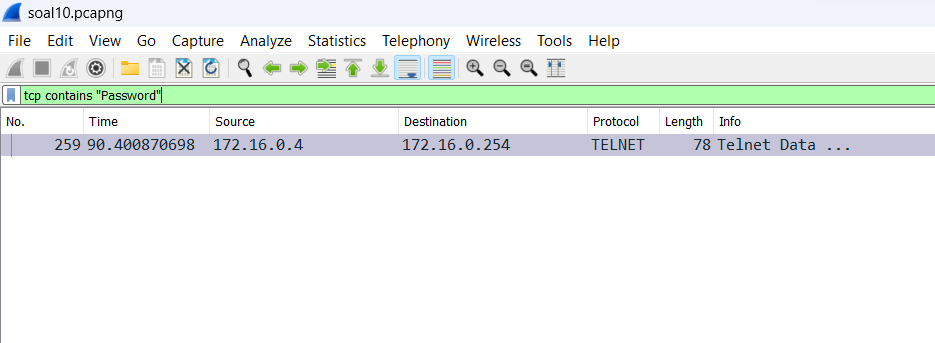 soal10.pcapng
File Edit View Go Capture Analyze Statistics Telephony Wireless Tools Help
tcp contains "Password"
No. Time Source Destination Protocol Length Info
259 90.400870698 172.16.0.4 172.16.0.254 TELNET 78 Telnet Data ...